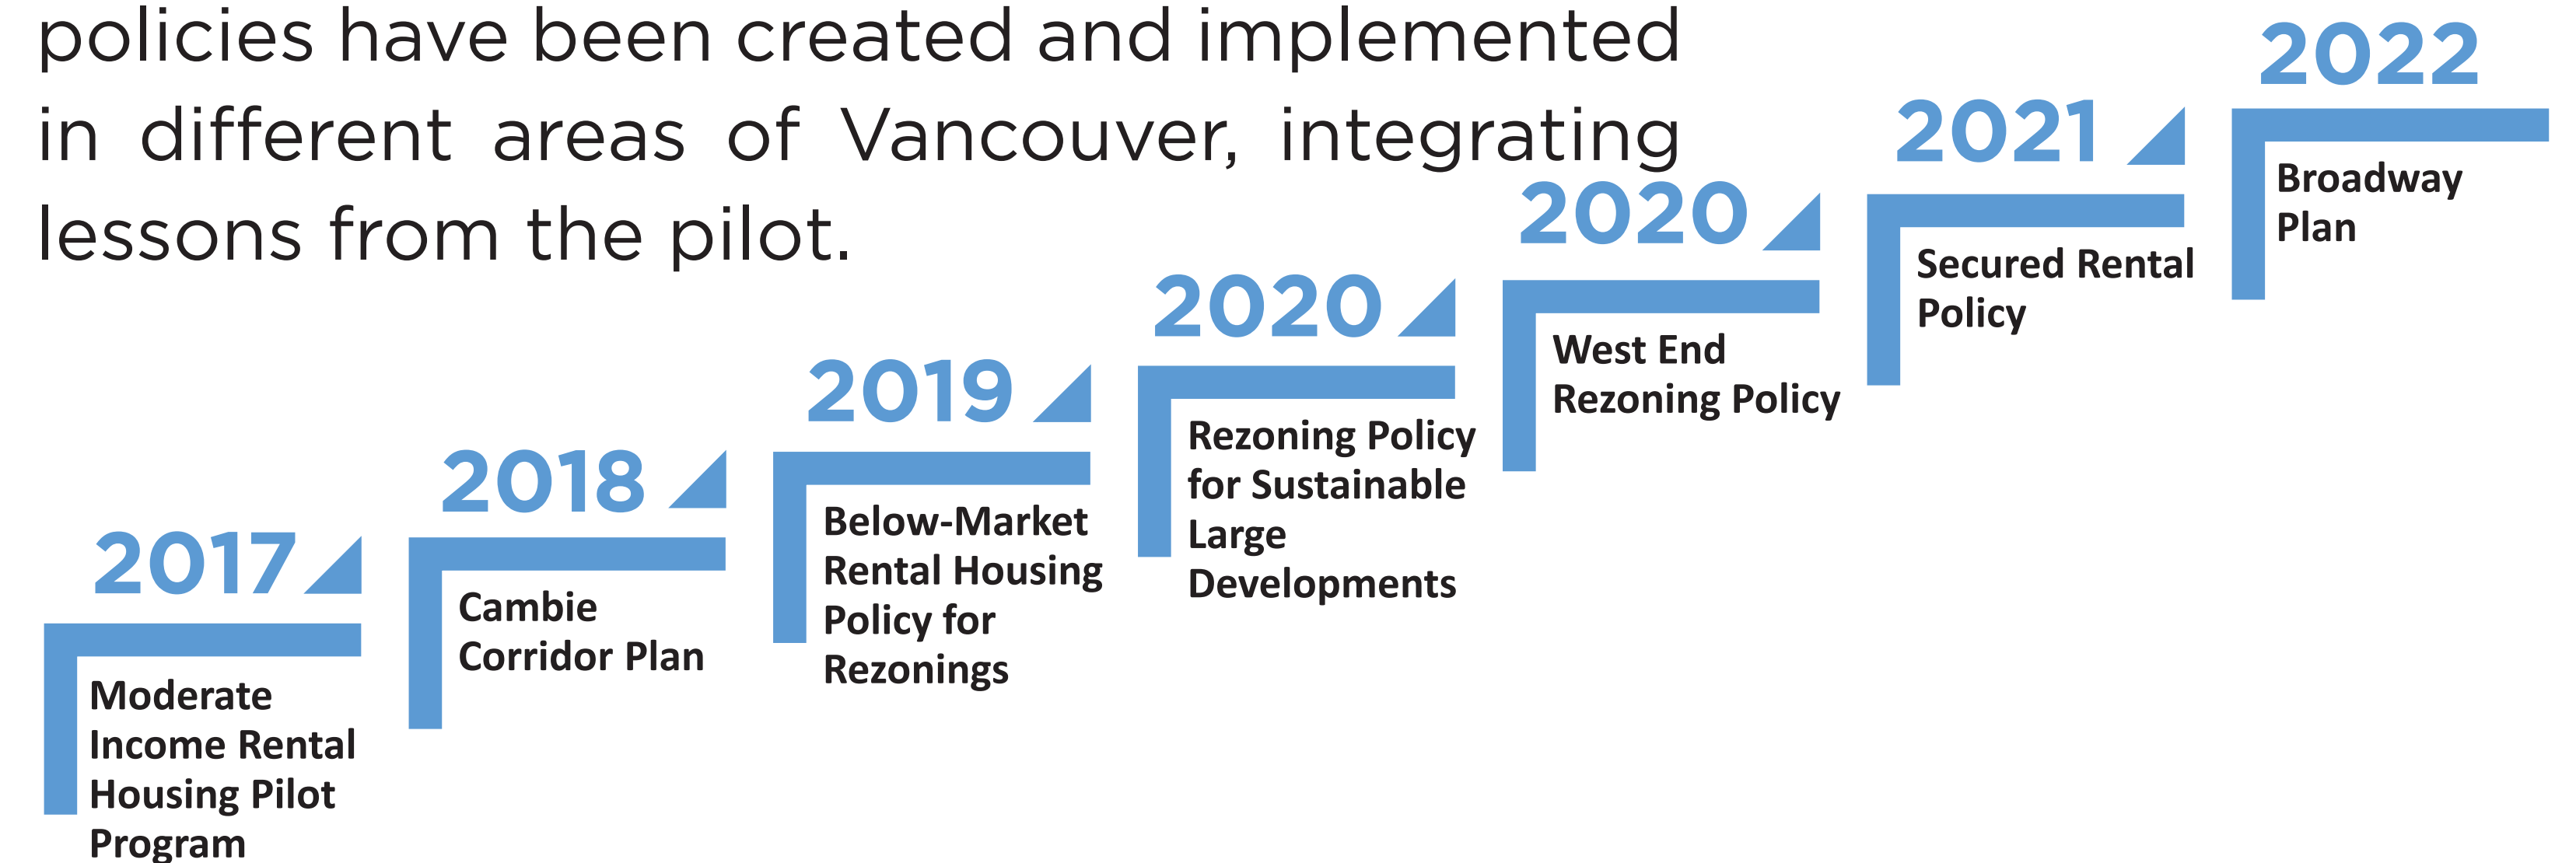 policies have been created and implemented
in different areas of Vancouver, integrating
lessons from the pilot.
2017
Moderate
Income Rental
Housing Pilot
Program
2018
Cambie
Corridor Plan
2019
Below-Market
Rental Housing
Policy for
Rezonings
2020
Rezoning Policy
for Sustainable
Large
Developments
2020
West End
Rezoning Policy
2021
Secured Rental
Policy
2022
Broadway
Plan